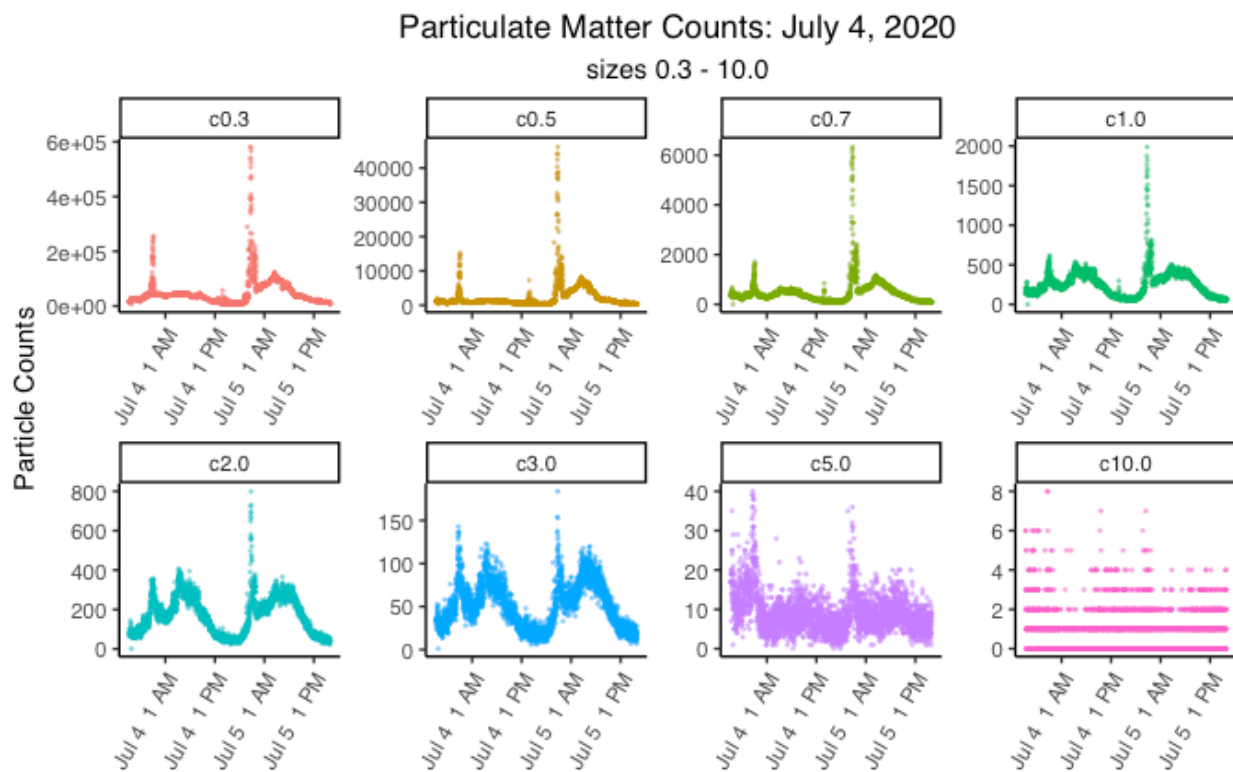 Particulate Matter Counts: July 4, 2020
sizes 0.3 - 10.0
Particle Counts
c0.3
6e+05
4e+05
2e+05
0e+00
Jul 4 1 AM
Jul 4 1 PM
Jul 5 1 AM
Jul 5 1 PM
c0.5
40000
30000
20000
10000
0
Jul 4 1 AM
Jul 4 1 PM
Jul 5 1 AM
Jul 5 1 PM
c0.7
6000
4000
2000
0
Jul 4 1 AM
Jul 4 1 PM
Jul 5 1 AM
Jul 5 1 PM
c1.0
2000
1500
1000
500
0
Jul 4 1 AM
Jul 4 1 PM
Jul 5 1 AM
Jul 5 1 PM
c2.0
800
600
400
200
0
Jul 4 1 AM
Jul 4 1 PM
Jul 5 1 AM
Jul 5 1 PM
c3.0
150
100
50
0
Jul 4 1 AM
Jul 4 1 PM
Jul 5 1 AM
Jul 5 1 PM
c5.0
40
30
20
10
0
Jul 4 1 AM
Jul 4 1 PM
Jul 5 1 AM
Jul 5 1 PM
c10.0
8
6
4
2
0
Jul 4 1 AM
Jul 4 1 PM
Jul 5 1 AM
Jul 5 1 PM